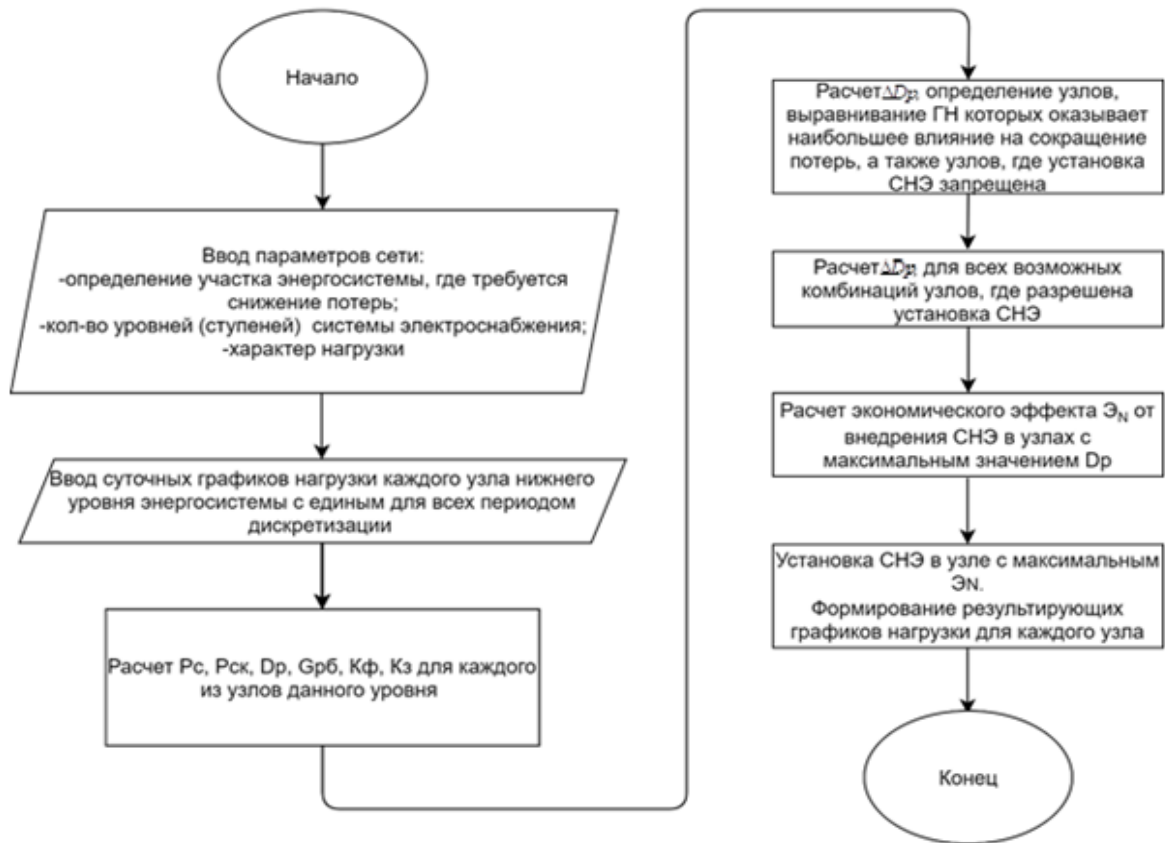 Начало
Ввод параметров сети:
-определение участка энергосистемы, где требуется
снижение потерь;
-кол-во уровней (ступеней) системы электроснабжения;
-характер нагрузки
Ввод суточных графиков нагрузки каждого узла нижнего
уровня энергосистемы с единым для всех периодом
дискретизации
Расчет Рс, Рск, Dp, Gрб, Кф, Кз для каждого
из узлов данного уровня
Расчет ΔDp, определение узлов,
выравнивание ГН которых оказывает
наибольшее влияние на сокращение
потерь, а также узлов, где установка
СНЭ запрещена
Расчет ΔDp, для всех возможных
комбинаций узлов, где разрешена
установка СНЭ
Расчет экономического эффекта Э_N от
внедрения СНЭ в узлах с
максимальным значением Dp
Установка СНЭ в узле с максимальным
ЭN.
Формирование результирующих
графиков нагрузки для каждого узла
Конец